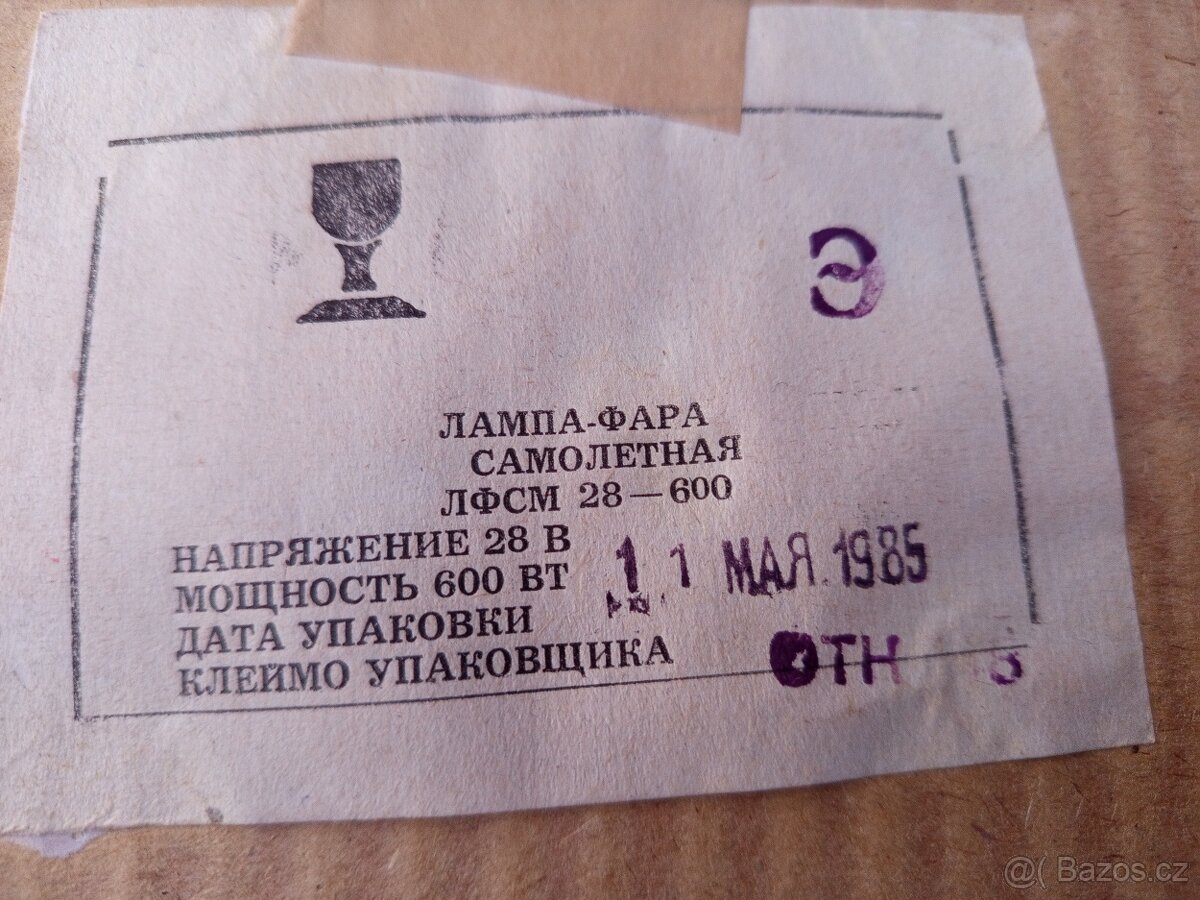 Э
ЛАМПА-ФАРА
САМОЛЕТНАЯ
ЛФСМ 28—600
НАПРЯЖЕНИЕ 28 В
МОЩНОСТЬ 600 ВТ
11 МАЯ.1985
ДАТА УПАКОВКИ
КЛЕЙМО УПАКОВЩИКА
@( Bazos.cz